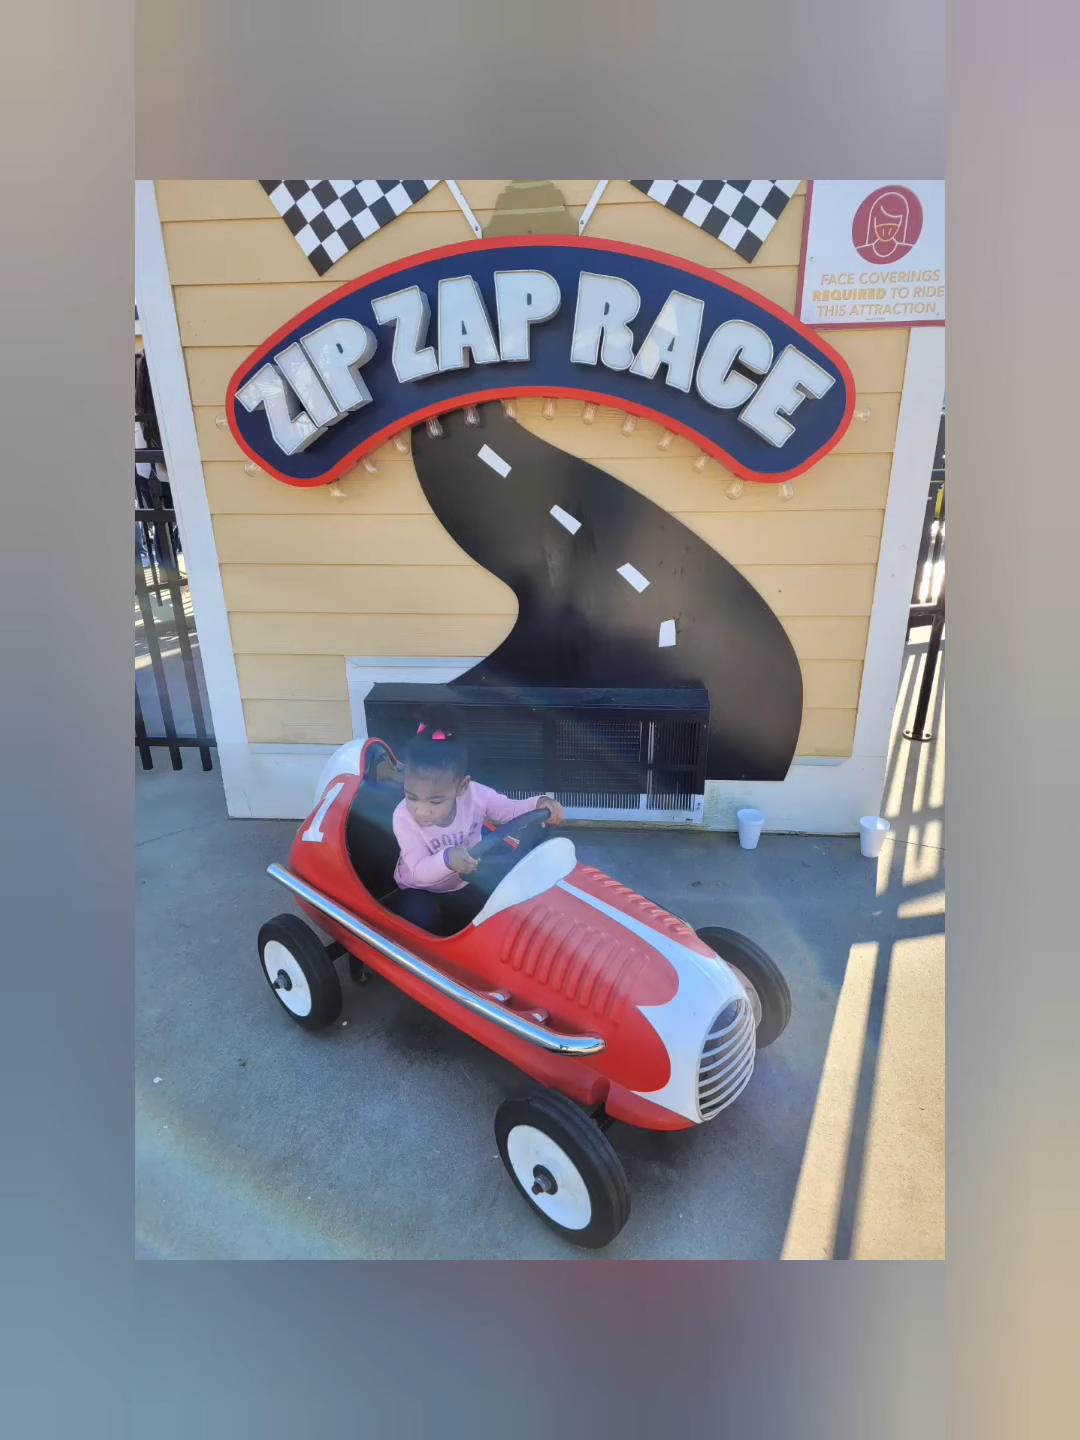 ZIP ZAP RACE
FACE COVERINGS
REQUIRED TO RIDE
THIS ATTRACTION.
1